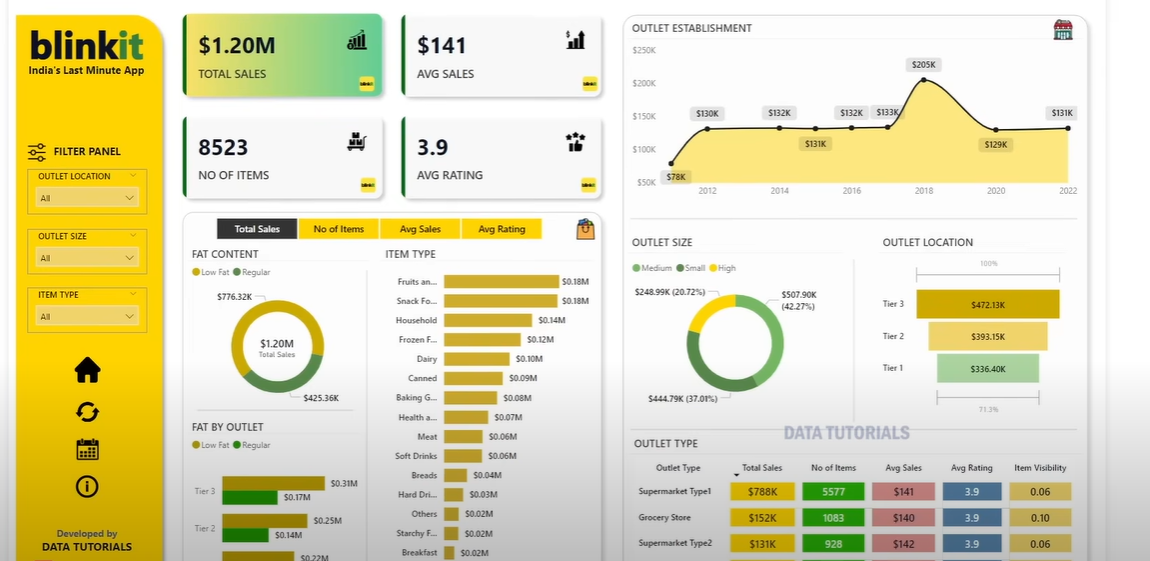 blinkit
India's Last Minute App
FILTER PANEL
OUTLET LOCATION
All
OUTLET SIZE
All
ITEM TYPE
All
Developed by
DATA TUTORIALS
$1.20M
TOTAL SALES
blinkit
$141
AVG SALES
blinkit
8523
NO OF ITEMS
blinkit
3.9
AVG RATING
blinkit
Total Sales
No of Items
Avg Sales
Avg Rating
FAT CONTENT
Low Fat Regular
$776.32K
$1.20M
Total Sales
$425.36K
FAT BY OUTLET
Low Fat Regular
Tier 3 $0.31M
$0.17M
Tier 2 $0.25M
$0.14M
$0.22M
ITEM TYPE
Fruits an... $0.18M
Snack Fo... $0.18M
Household $0.14M
Frozen F... $0.12M
Dairy $0.10M
Canned $0.09M
Baking G... $0.08M
Health a... $0.07M
Meat $0.06M
Soft Drinks $0.06M
Breads $0.04M
Hard Dri... $0.03M
Others $0.02M
Starchy F... $0.02M
Breakfast $0.02M
OUTLET ESTABLISHMENT
$250K
$200K
$150K
$100K
$50K
$78K
$130K
$132K
$131K
$132K
$133K
$205K
$129K
$131K
2012 2014 2016 2018 2020 2022
OUTLET SIZE
Medium Small High
$248.99K (20.72%)
$507.90K
(42.27%)
$444.79K (37.01%)
OUTLET LOCATION
100%
Tier 3 $472.13K
Tier 2 $393.15K
Tier 1 $336.40K
71.3%
DATA TUTORIALS
OUTLET TYPE
Outlet Type Total Sales No of Items Avg Sales Avg Rating Item Visibility
Supermarket Type1 $788K 5577 $141 3.9 0.06
Grocery Store $152K 1083 $140 3.9 0.10
Supermarket Type2 $131K 928 $142 3.9 0.06